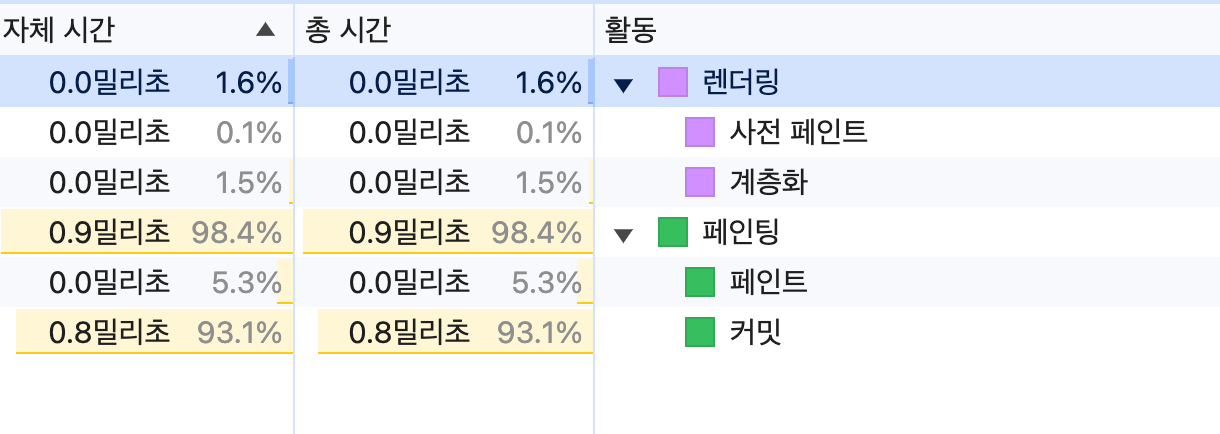 자체 시간 ▲ 총 시간 활동
0.0밀리초 1.6% 0.0밀리초 1.6% ▼ 렌더링
0.0밀리초 0.1% 0.0밀리초 0.1% 사전 페인트
0.0밀리초 1.5% 0.0밀리초 1.5% 계층화
0.9밀리초 98.4% 0.9밀리초 98.4% ▼ 페인팅
0.0밀리초 5.3% 0.0밀리초 5.3% 페인트
0.8밀리초 93.1% 0.8밀리초 93.1% 커밋